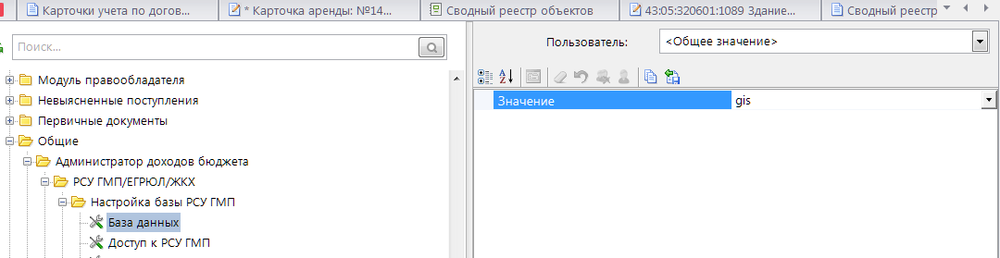 Карточки учета по догов...
* Карточки аренды: №14...
Сводный реестр объектов
43:05:320601:1089 Здание...
Сводный реестр
Поиск...
Пользователь:
<Общее значение>
Модуль правообладателя
Невыясненные поступления
Первичные документы
Общие
Администратор доходов бюджета
РСУ ГМП/ЕГРЮЛ/ЖКХ
Настройка базы РСУ ГМП
База данных
Доступ к РСУ ГМП
Значение
gis